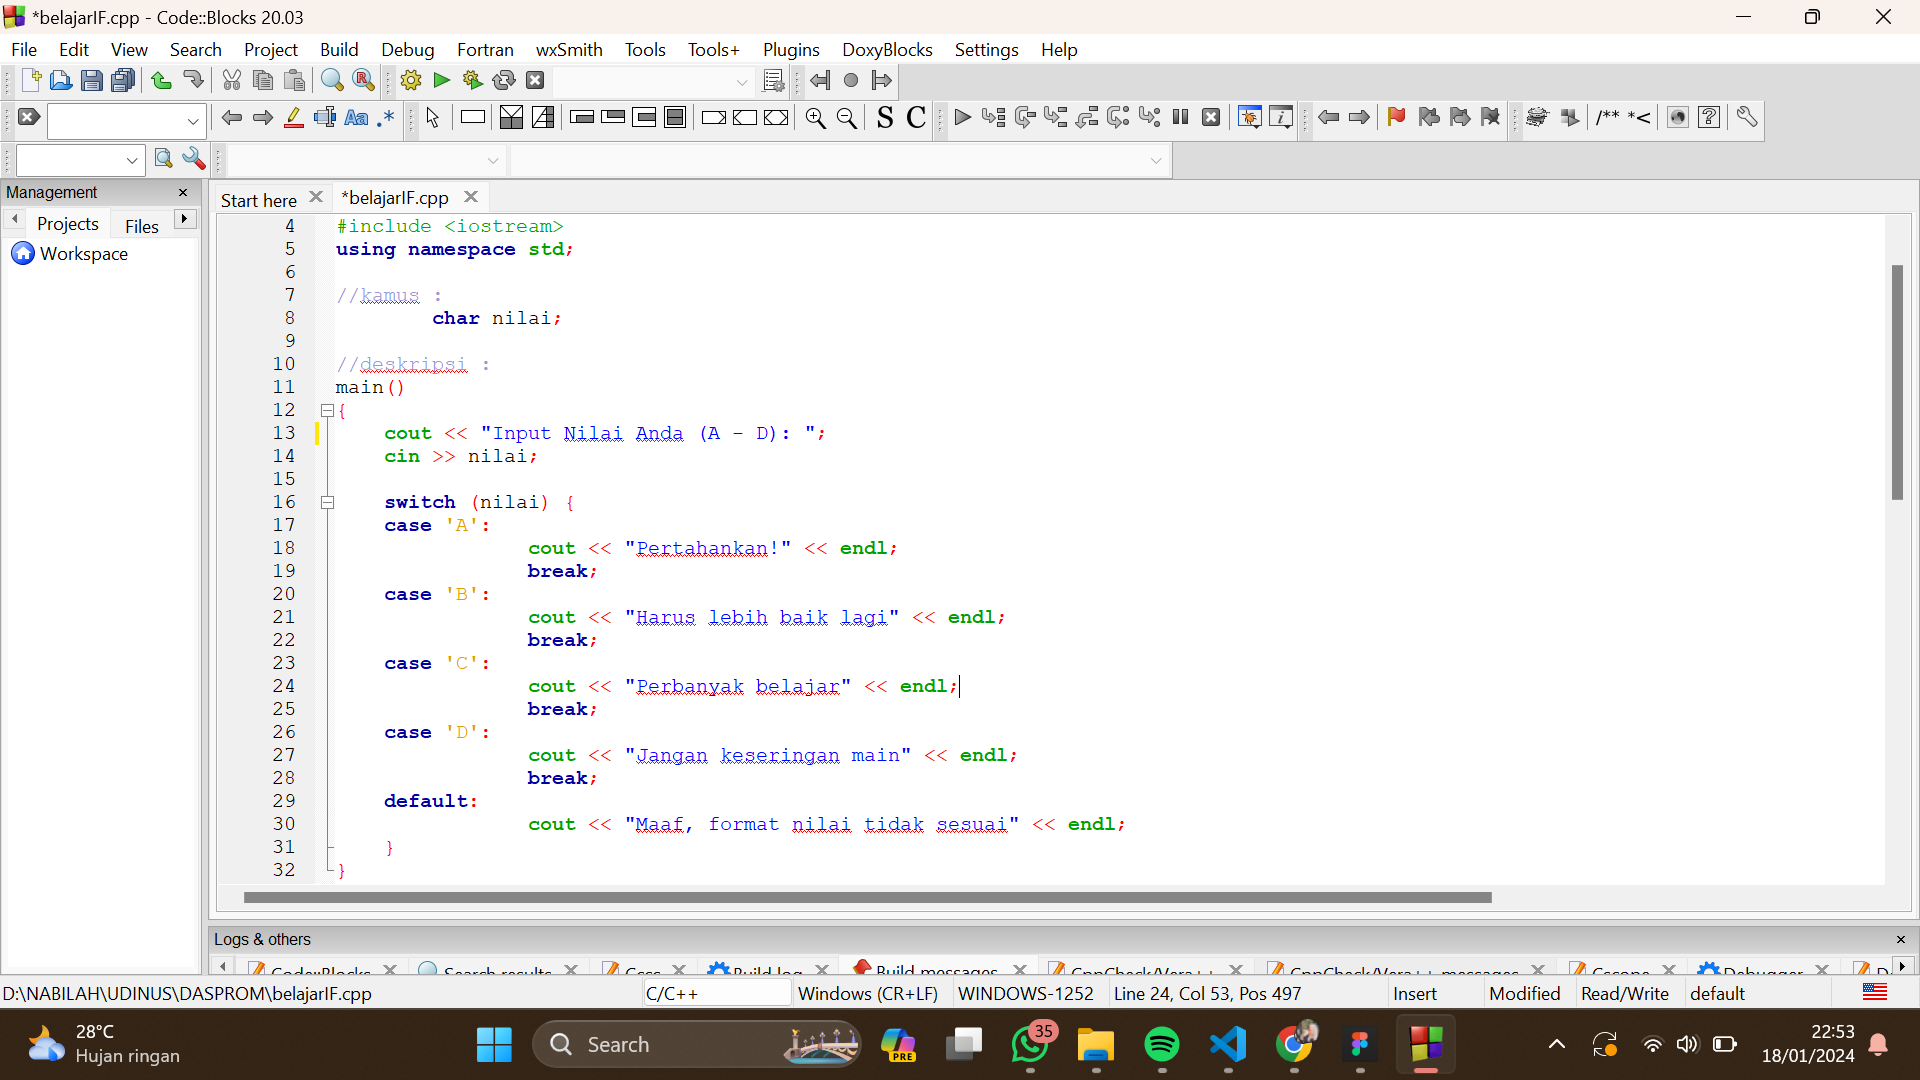 *belajarIF.cpp - Code::Blocks 20.03
File Edit View Search Project Build Debug Fortran wxSmith Tools Tools+ Plugins DoxyBlocks Settings Help
Aa .* S C /** *<
Management
Projects Files
Workspace
Start here *belajarIF.cpp
4 #include <iostream>
5 using namespace std;
6
7 //kamus :
8 char nilai;
9
10 //deskripsi :
11 main()
12 {
13 cout << "Input Nilai Anda (A - D): ";
14 cin >> nilai;
15
16 switch (nilai) {
17 case 'A':
18 cout << "Pertahankan!" << endl;
19 break;
20 case 'B':
21 cout << "Harus lebih baik lagi" << endl;
22 break;
23 case 'C':
24 cout << "Perbanyak belajar" << endl;
25 break;
26 case 'D':
27 cout << "Jangan keseringan main" << endl;
28 break;
29 default:
30 cout << "Maaf, format nilai tidak sesuai" << endl;
31 }
32 }
Logs & others
Code::Blocks Search results Cccc Build log Build messages CppCheck/Vera++ CppCheck/Vera++ messages Cscope Debugger
D:\NABILAH\UDINUS\DASPROM\belajarIF.cpp C/C++ Windows (CR+LF) WINDOWS-1252 Line 24, Col 53, Pos 497 Insert Modified Read/Write default
28°C
Hujan ringan
Search
PRE
35
22:53
18/01/2024